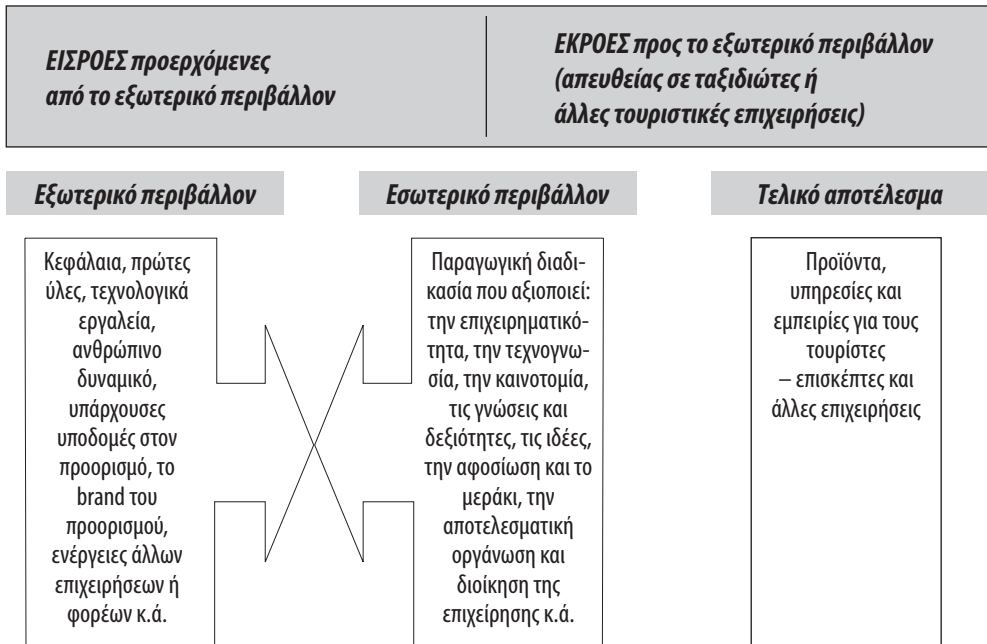 ΕΙΣΡΟΕΣ προερχόμενες
από το εξωτερικό περιβάλλον
ΕΚΡΟΕΣ προς το εξωτερικό περιβάλλον
(απευθείας σε ταξιδιώτες ή
άλλες τουριστικές επιχειρήσεις)
Εξωτερικό περιβάλλον
Εσωτερικό περιβάλλον
Τελικό αποτέλεσμα
Κεφάλαια, πρώτες
ύλες, τεχνολογικά
εργαλεία,
ανθρώπινο
δυναμικό,
υπάρχουσες
υποδομές στον
προορισμό, το
brand του
προορισμού,
ενέργειες άλλων
επιχειρήσεων ή
φορέων κ.ά.
Παραγωγική διαδι-
κασία που αξιοποιεί:
την επιχειρηματικό-
τητα, την τεχνογνω-
σία, την καινοτομία,
τις γνώσεις και
δεξιότητες, τις ιδέες,
την αφοσίωση και το
μεράκι, την
αποτελεσματική
οργάνωση και
διοίκηση της
επιχείρησης κ.ά.
Προϊόντα,
υπηρεσίες και
εμπειρίες για τους
τουρίστες
– επισκέπτες και
άλλες επιχειρήσεις